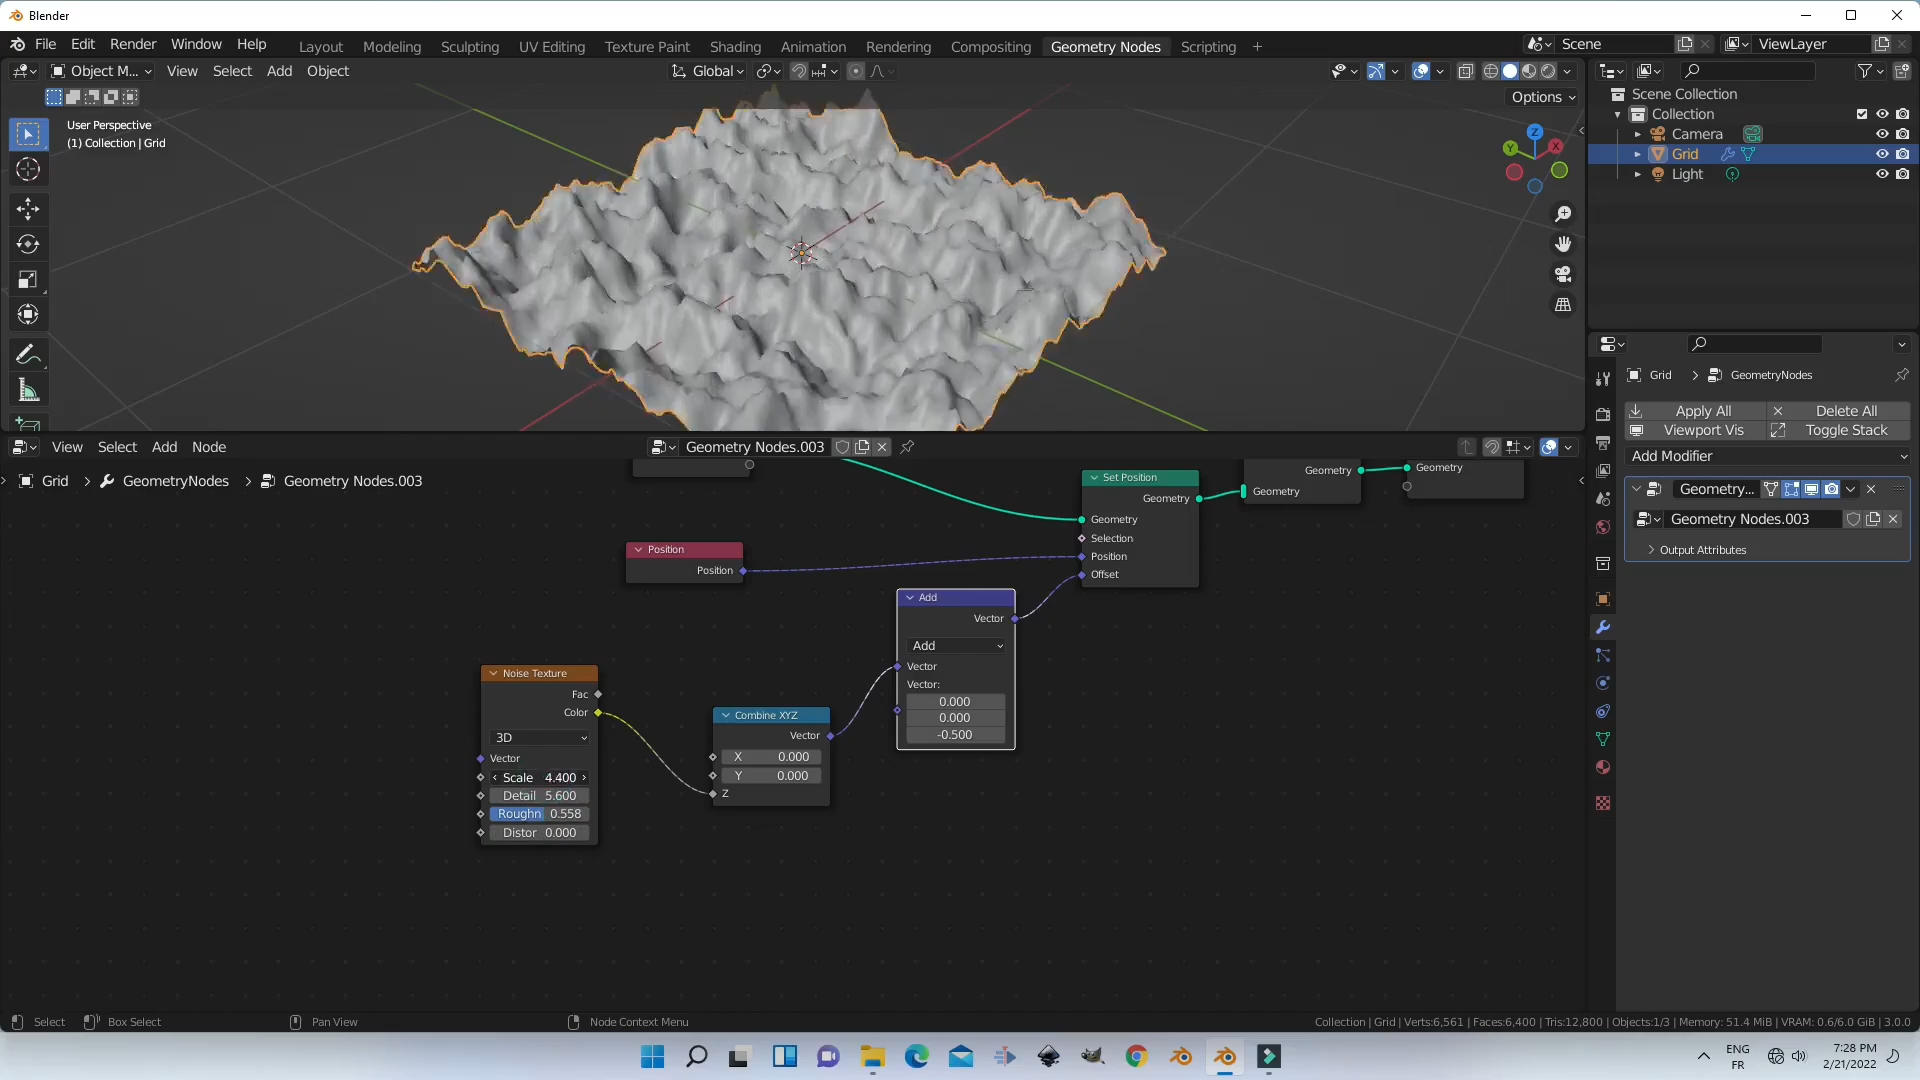 Blender
File Edit Render Window Help
Layout Modeling Sculpting UV Editing Texture Paint Shading Animation Rendering Compositing Geometry Nodes Scripting +
Scene
ViewLayer
Object M...
View Select Add Object
Global
Options
User Perspective
(1) Collection | Grid
Z
Y
X
Scene Collection
Collection
Camera
Grid
Light
Grid > GeometryNodes
Apply All
Delete All
Viewport Vis
Toggle Stack
Add Modifier
Geometry...
Geometry Nodes.003
Output Attributes
View Select Add Node
Geometry Nodes.003
Grid > GeometryNodes > Geometry Nodes.003
Set Position
Geometry
Geometry
Selection
Position
Offset
Geometry
Geometry
Geometry
Position
Position
Add
Vector
Add
Vector
Vector:
0.000
0.000
-0.500
Noise Texture
Fac
Color
3D
Vector
Scale 4.400
Detail 5.600
Roughn 0.558
Distor 0.000
Combine XYZ
Vector
X 0.000
Y 0.000
Z
Select
Box Select
Pan View
Node Context Menu
Collection | Grid | Verts:6,561 | Faces:6,400 | Tris:12,800 | Objects:1/3 | Memory: 51.4 MiB | VRAM: 0.6/6.0 GiB | 3.0.0
ENG
FR
7:28 PM
2/21/2022